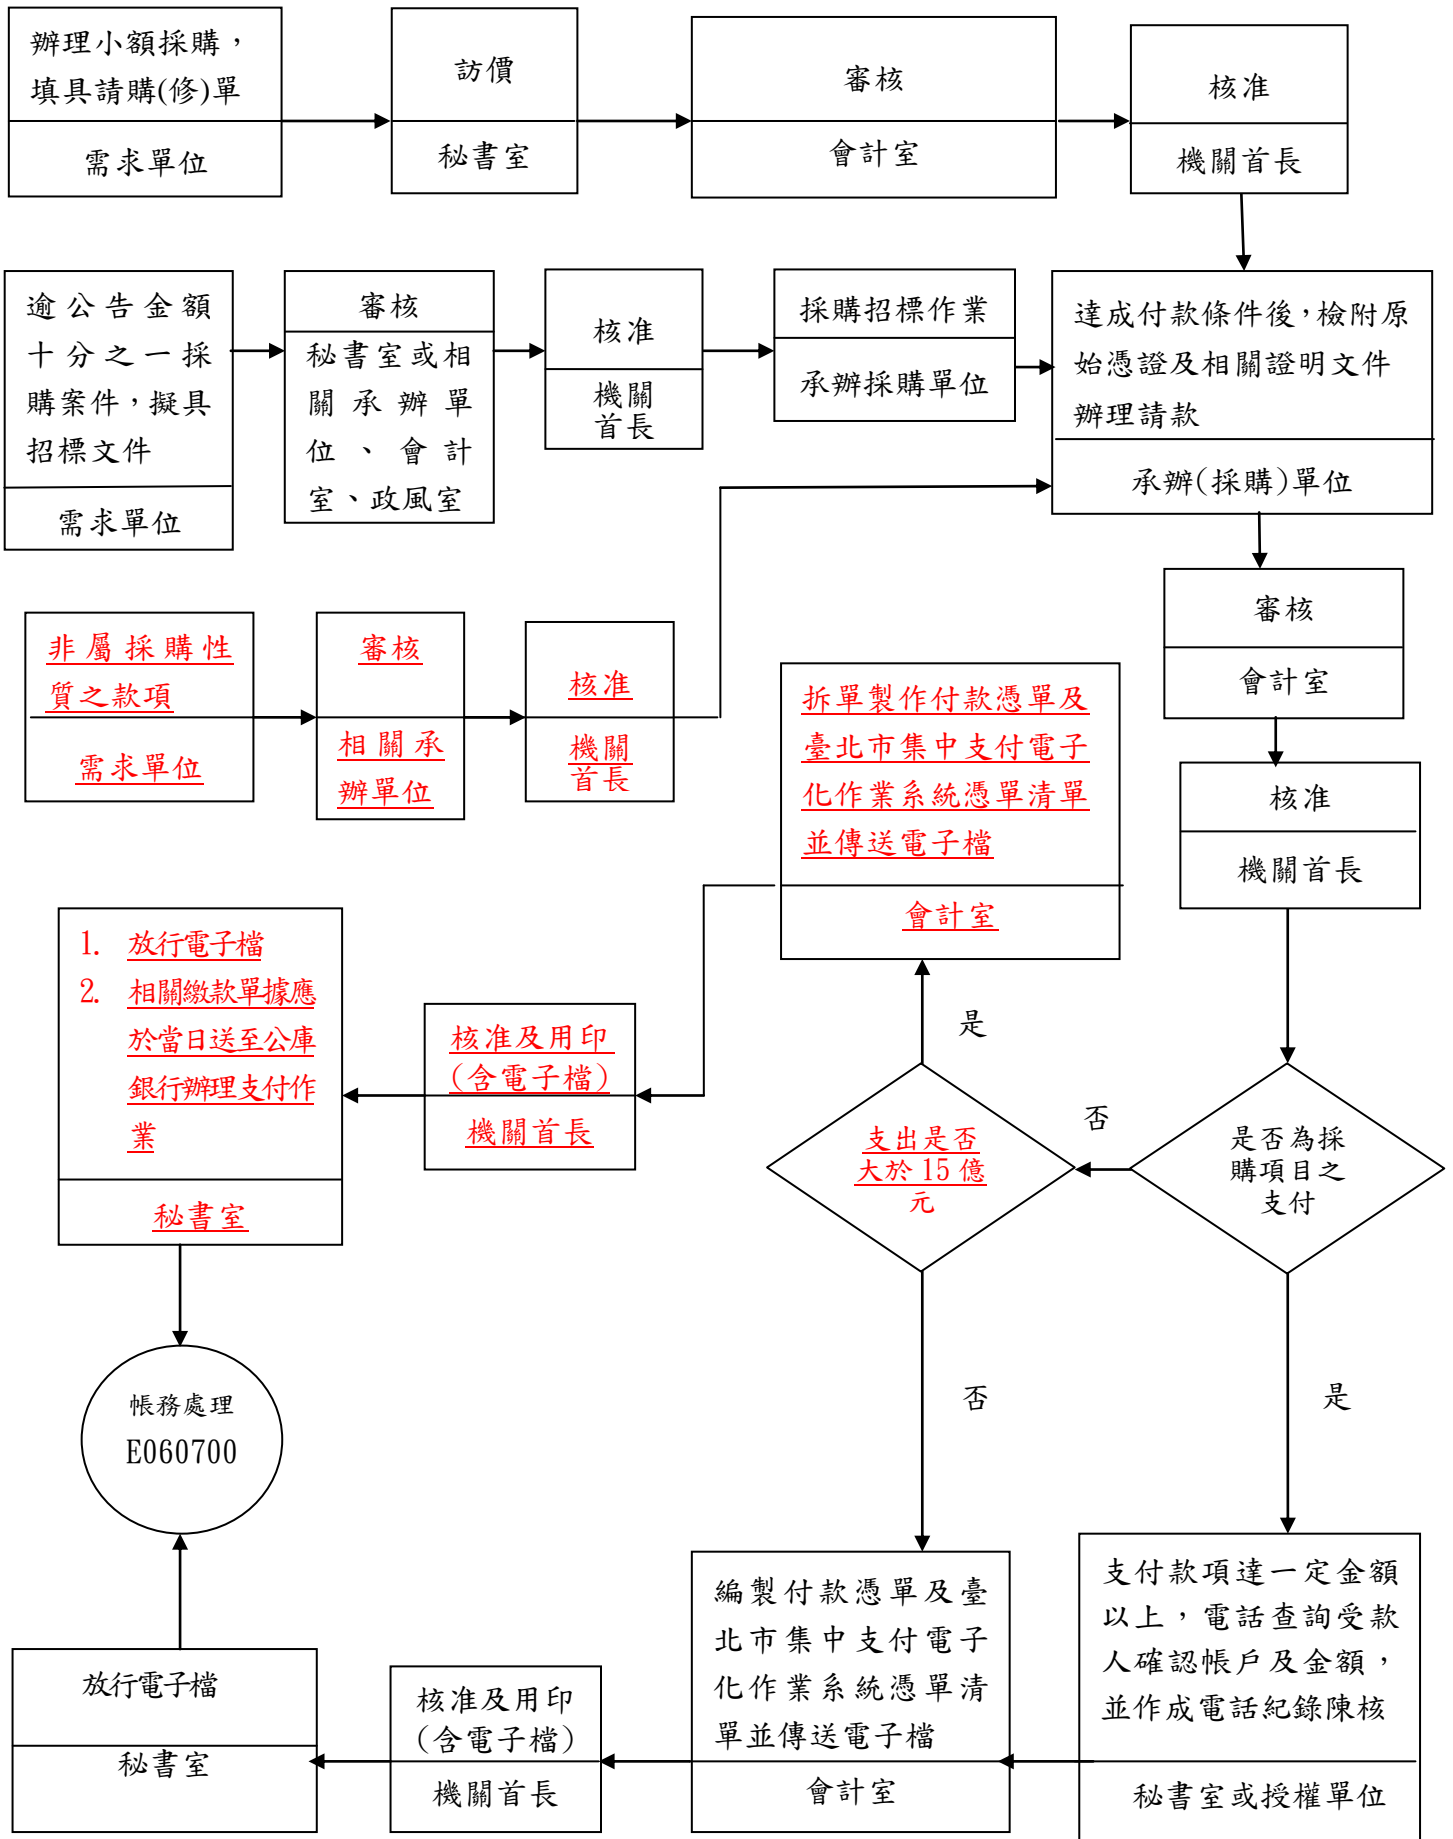 辦理小額採購，
填具請購(修)單
需求單位
訪價
秘書室
審核
會計室
核准
機關首長
逾公告金額
十分之一採
購案件，擬具
招標文件
需求單位
審核
秘書室或相
關承辦單
位、會計
室、政風室
核准
機關
首長
採購招標作業
承辦採購單位
達成付款條件後，檢附原
始憑證及相關證明文件
辦理請款
承辦(採購)單位
非屬採購性
質之款項
需求單位
審核
相關承
辦單位
核准
機關
首長
審核
會計室
核准
機關首長
拆單製作付款憑單及
臺北市集中支付電子
化作業系統憑單清單
並傳送電子檔
會計室
1. 放行電子檔
2. 相關繳款單據應
於當日送至公庫
銀行辦理支付作
業
秘書室
核准及用印
(含電子檔)
機關首長
是
支出是否
大於 15 億
元
否
是否為採
購項目之
支付
帳務處理
E060700
否
是
放行電子檔
秘書室
核准及用印
(含電子檔)
機關首長
編製付款憑單及臺
北市集中支付電子
化作業系統憑單清
單並傳送電子檔
會計室
支付款項達一定金額
以上，電話查詢受款
人確認帳戶及金額，
並作成電話紀錄陳核
秘書室或授權單位